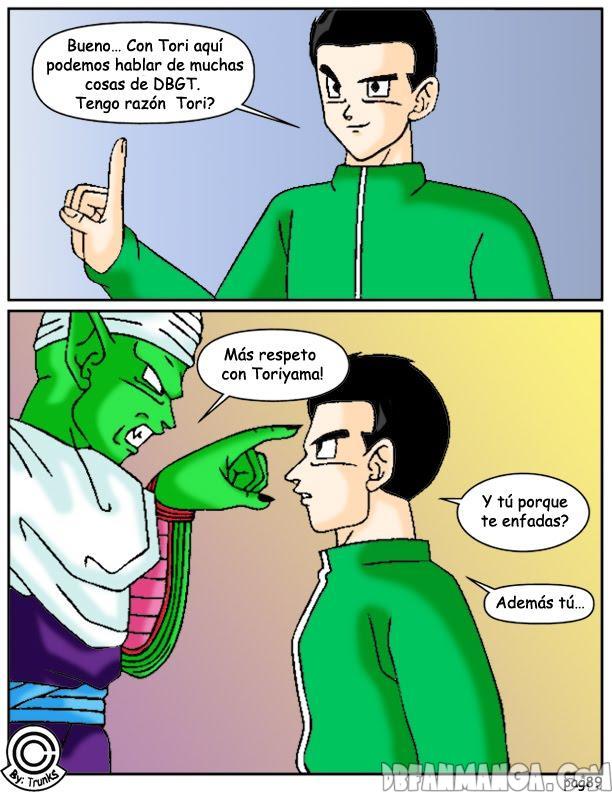 Bueno... Con Tori aquí
podemos hablar de muchas
cosas de DBGT.
Tengo razón Tori?
Más respeto
con Toriyama!
Y tú porque
te enfadas?
Además tú...
By: Trunks
DBFANMANGA.COM